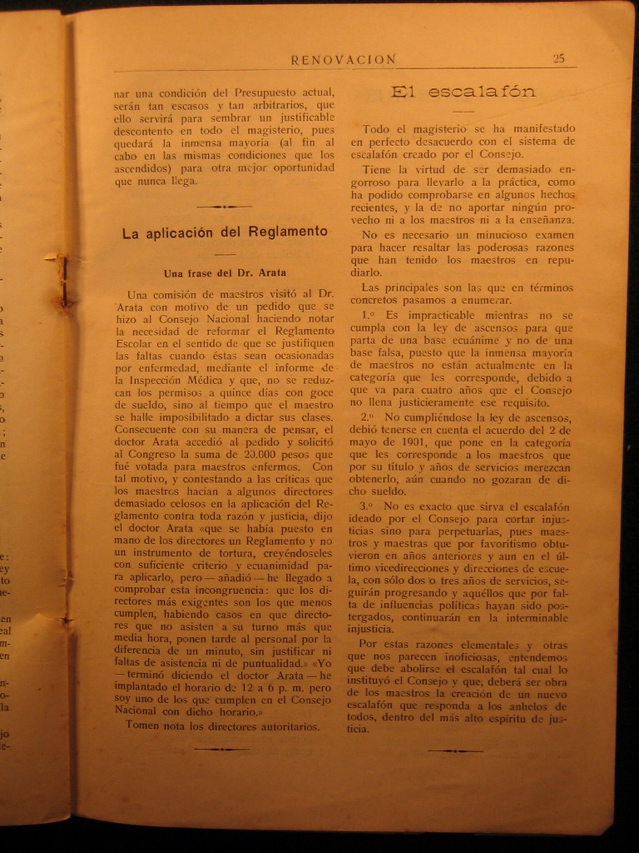 RENOVACION
25
nar una condición del Presupuesto actual,
serán tan escasos y tan arbitrarios, que
ello servirá para sembrar un justificable
descontento en todo el magisterio, pues
quedará la inmensa mayoría (al fin al
cabo en las mismas condiciones que los
ascendidos) para otra mejor oportunidad
que nunca llega.
La aplicación del Reglamento
Una frase del Dr. Arata
Una comisión de maestros visitó al Dr.
Arata con motivo de un pedido que se
hizo al Consejo Nacional haciendo notar
la necesidad de reformar el Reglamento
Escolar en el sentido de que se justifiquen
las faltas cuando éstas sean ocasionadas
por enfermedad, mediante el informe de
la Inspección Médica y que, no se reduz-
can los permisos a quince días con goce
de sueldo, sino al tiempo que el maestro
se halle imposibilitado a dictar sus clases.
Consecuente con su manera de pensar, el
doctor Arata accedió al pedido y solicitó
al Congreso la suma de 20.000 pesos que
fué votada para maestros enfermos. Con
tal motivo, y contestando a las críticas que
los maestros hacían a algunos directores
demasiado celosos en la aplicación del Re-
glamento contra toda razón y justicia, dijo
el doctor Arata «que se había puesto en
mano de los directores un Reglamento y no
un instrumento de tortura, creyéndoseles
con suficiente criterio y ecuanimidad pa-
ra aplicarlo, pero — añadió — he llegado a
comprobar esta incongruencia: que los di-
rectores más exigentes son los que menos
cumplen, habiendo casos en que directo-
res que no asisten a su turno más que
media hora, ponen tarde al personal por la
diferencia de un minuto, sin justificar ni
faltas de asistencia ni de puntualidad.» «Yo
— terminó diciendo el doctor Arata — he
implantado el horario de 12 a 6 p. m. pero
soy uno de los que cumplen en el Consejo
Nacional con dicho horario.»
Tomen nota los directores autoritarios.
El escalafón
Todo el magisterio se ha manifestado
en perfecto desacuerdo con el sistema de
escalafón creado por el Consejo.
Tiene la virtud de ser demasiado en-
gorroso para llevarlo a la práctica, como
ha podido comprobarse en algunos hechos
recientes, y la de no aportar ningún pro-
vecho ni a los maestros ni a la enseñanza.
No es necesario un minucioso examen
para hacer resaltar las poderosas razones
que han tenido los maestros en repu-
diarlo.
Las principales son las que en términos
concretos pasamos a enumerar.
1.º Es impracticable mientras no se
cumpla con la ley de ascensos para que
parta de una base ecuánime y no de una
base falsa, puesto que la inmensa mayoría
de maestros no están actualmente en la
categoría que les corresponde, debido a
que va para cuatro años que el Consejo
no llena justicieramente ese requisito.
2.º No cumpliéndose la ley de ascensos,
debió tenerse en cuenta el acuerdo del 2 de
mayo de 1901, que pone en la categoría
que les corresponde a los maestros que
por su título y años de servicios merezcan
obtenerlo, aún cuando no gozaran de di-
cho sueldo.
3.º No es exacto que sirva el escalafón
ideado por el Consejo para cortar injus-
ticias sino para perpetuarlas, pues maes-
tros y maestras que por favoritismo obtu-
vieron en años anteriores y aun en el úl-
timo vicedirecciones y direcciones de escue-
la, con sólo dos o tres años de servicios, se-
guirán progresando y aquéllos que por fal-
ta de influencias políticas hayan sido pos-
tergados, continuarán en la interminable
injusticia.
Por estas razones elementales y otras
que nos parecen inoficiosas, entendemos
que debe abolirse el escalafón tal cual lo
instituyó el Consejo y que, deberá ser obra
de los maestros la creación de un nuevo
escalafón que responda a los anhelos de
todos, dentro del más alto espíritu de jus-
ticia.